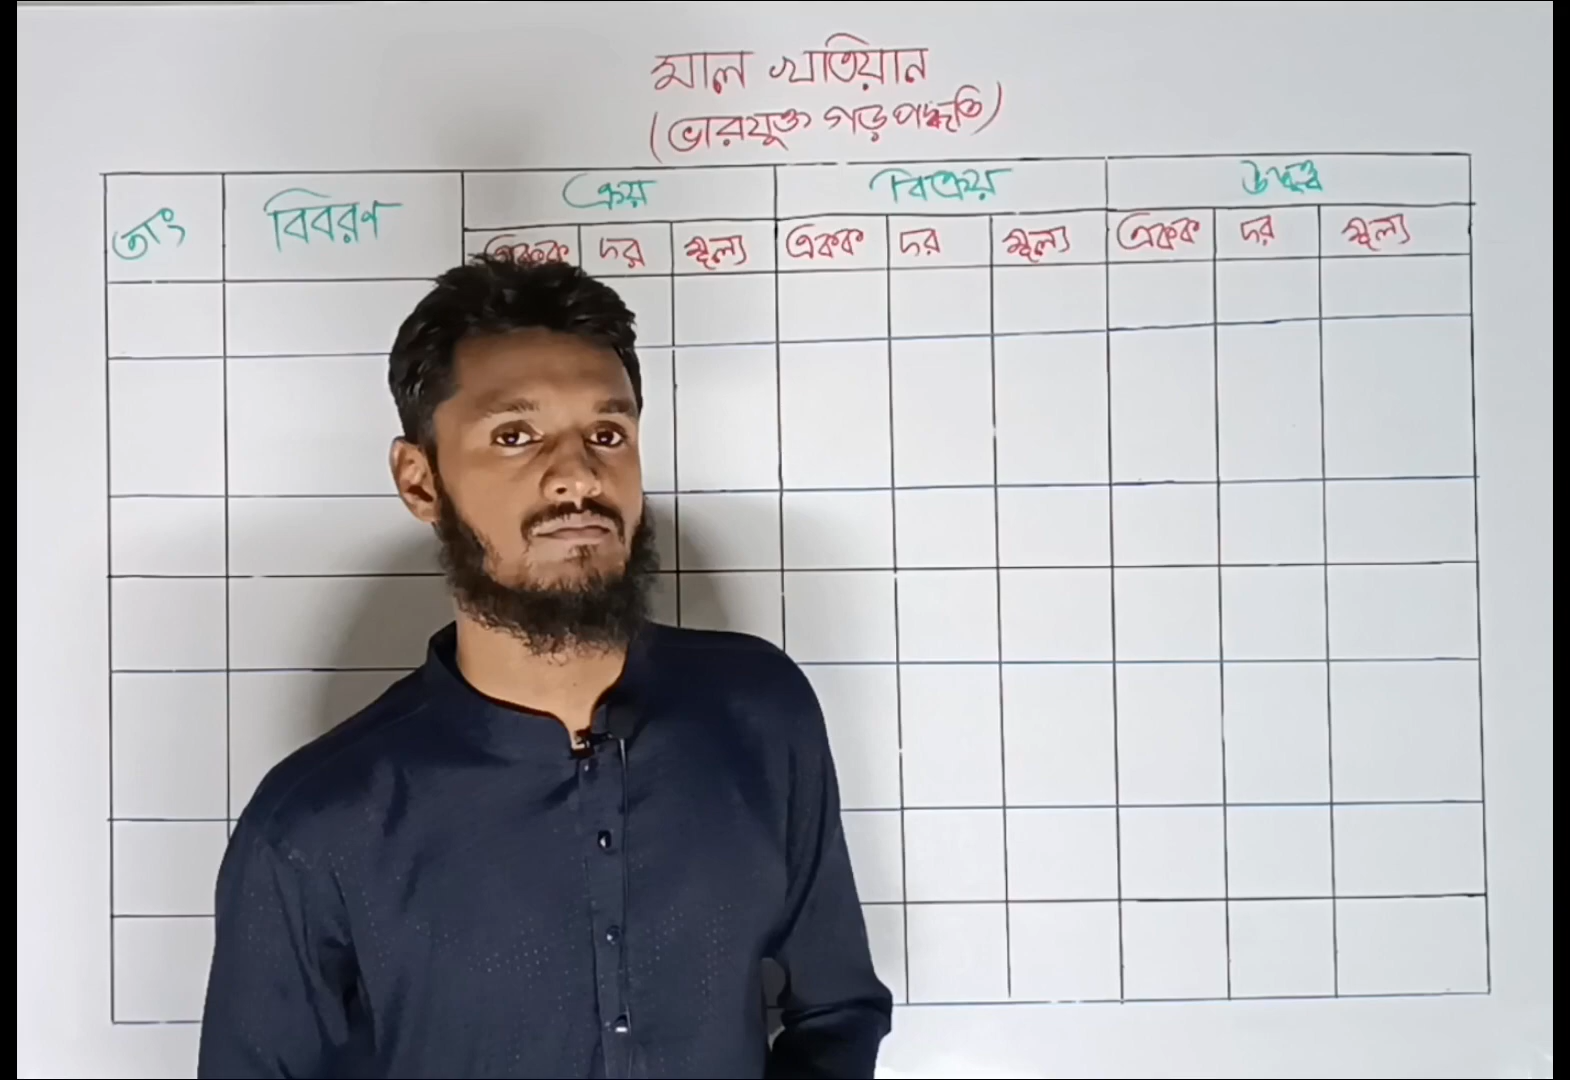 মাল খতিয়ান
(ভারযুক্ত গড় পদ্ধতি)
তাং বিবরণ ক্রয় বিক্রয় উদ্বৃত্ত
একক দর মূল্য একক দর মূল্য একক দর মূল্য